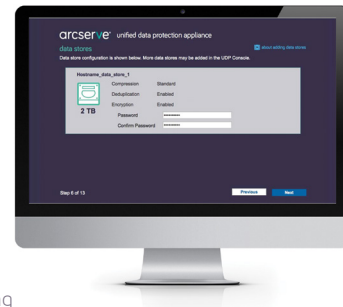 arcserve® unified data protection appliance
data stores
about adding data stores
Data store configuration is shown below. More data stores may be added in the UDP Console.
Hostname_data_store_1
Compression Standard
Deduplication Enabled
Encryption Enabled
2 TB
Password ••••••••••
Confirm Password ••••••••••
Step 6 of 13
Previous Next